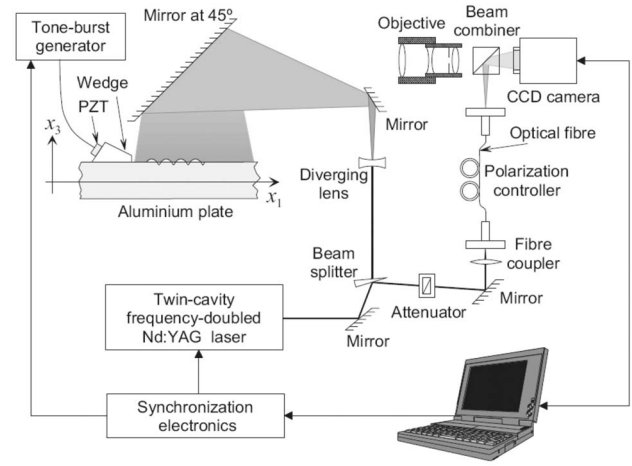 Tone-burst
generator
Mirror at 45º
Objective
Beam
combiner
CCD camera
Wedge
PZT
x3
x1
Aluminium plate
Mirror
Diverging
lens
Optical fibre
Polarization
controller
Fibre
coupler
Beam
splitter
Attenuator
Mirror
Mirror
Twin-cavity
frequency-doubled
Nd:YAG laser
Synchronization
electronics